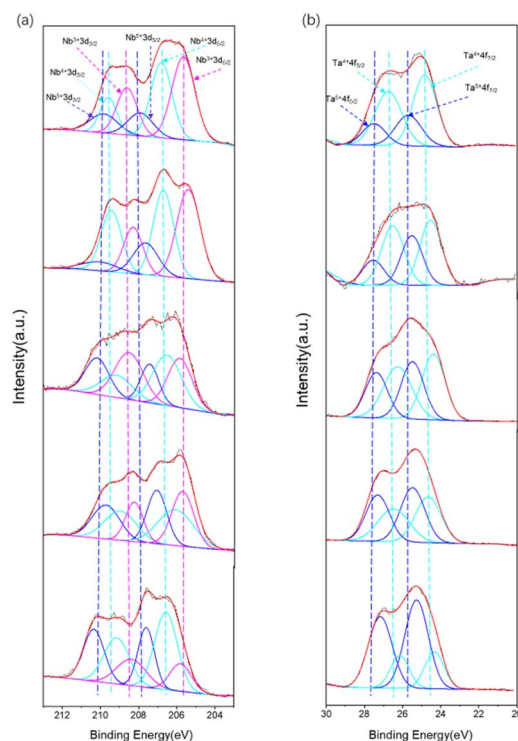 (a)
Nb⁵⁺3d₅/₂
Nb³⁺3d₃/₂
Nb⁴⁺3d₅/₂
Nb⁴⁺3d₃/₂
Nb³⁺3d₅/₂
Nb⁵⁺3d₃/₂
Intensity(a.u.)
212 210 208 206 204
Binding Energy(eV)
(b)
Ta⁴⁺4f₅/₂
Ta⁴⁺4f₇/₂
Ta⁵⁺4f₅/₂
Ta⁵⁺4f₇/₂
Intensity(a.u.)
30 28 26 24 22 20
Binding Energy(eV)